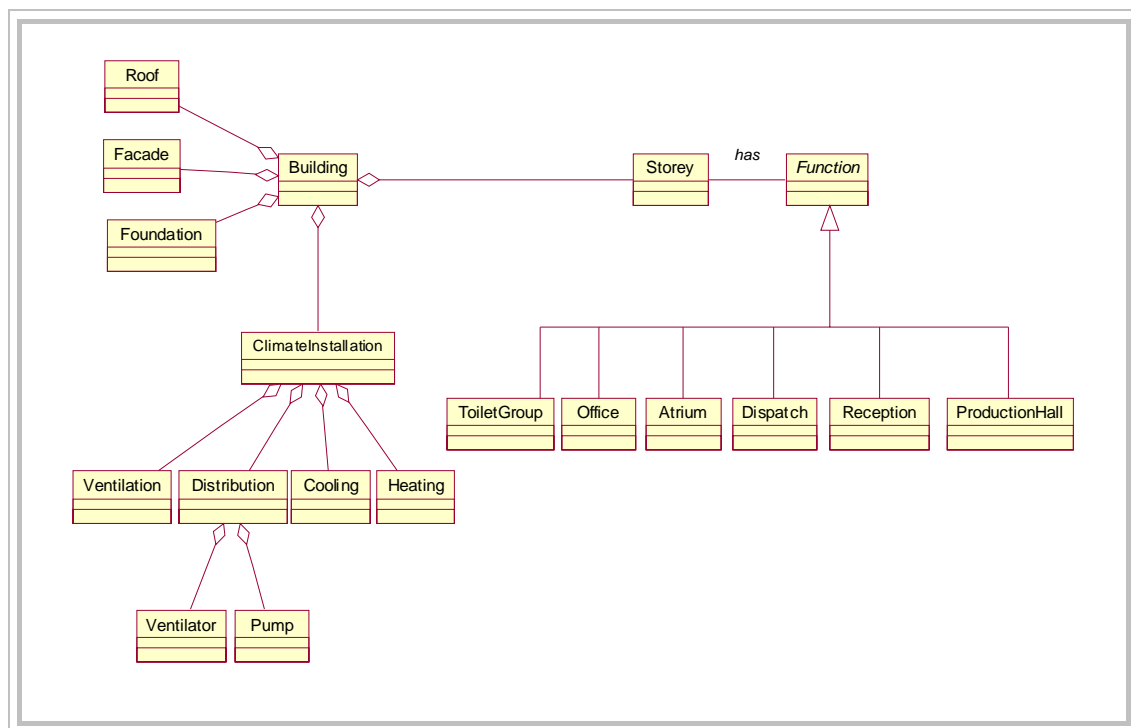 Roof
Facade
Building
Storey
has
Function
Foundation
ClimateInstallation
ToiletGroup
Office
Atrium
Dispatch
Reception
ProductionHall
Ventilation
Distribution
Cooling
Heating
Ventilator
Pump